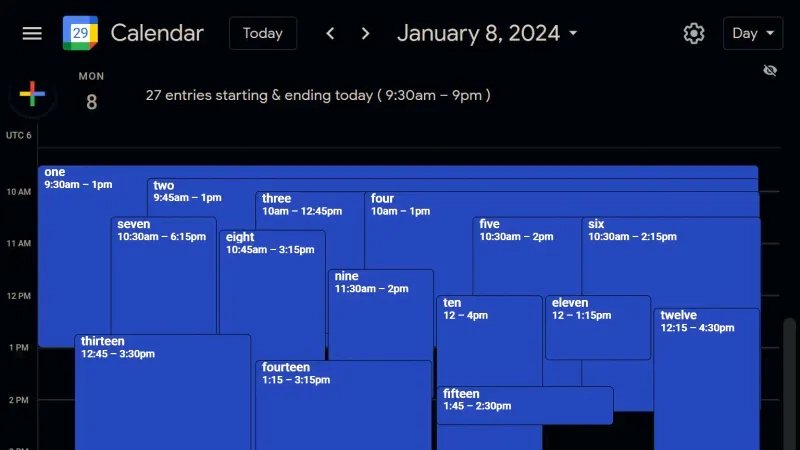 29 Calendar Today January 8, 2024 Day
MON
8
27 entries starting & ending today ( 9:30am – 9pm )
UTC 6
one
9:30am – 1pm
two
9:45am – 1pm
10 AM
three
10am – 12:45pm
four
10am – 1pm
seven
10:30am – 6:15pm
eight
10:45am – 3:15pm
five
10:30am – 2pm
six
10:30am – 2:15pm
11 AM
nine
11:30am – 2pm
12 PM
ten
12 – 4pm
eleven
12 – 1:15pm
twelve
12:15 – 4:30pm
thirteen
12:45 – 3:30pm
1 PM
fourteen
1:15 – 3:15pm
fifteen
1:45 – 2:30pm
2 PM